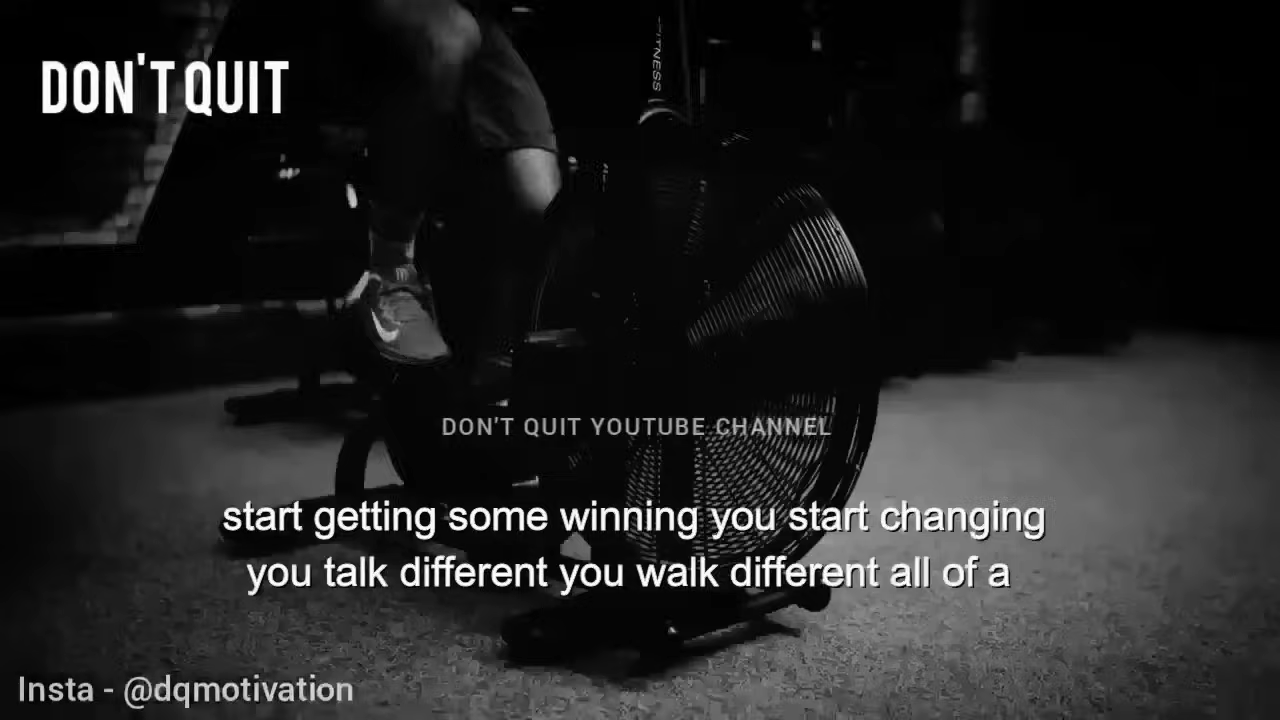 DON'T QUIT
FITNESS
DON'T QUIT YOUTUBE CHANNEL
start getting some winning you start changing
you talk different you walk different all of a
Insta - @dqmotivation